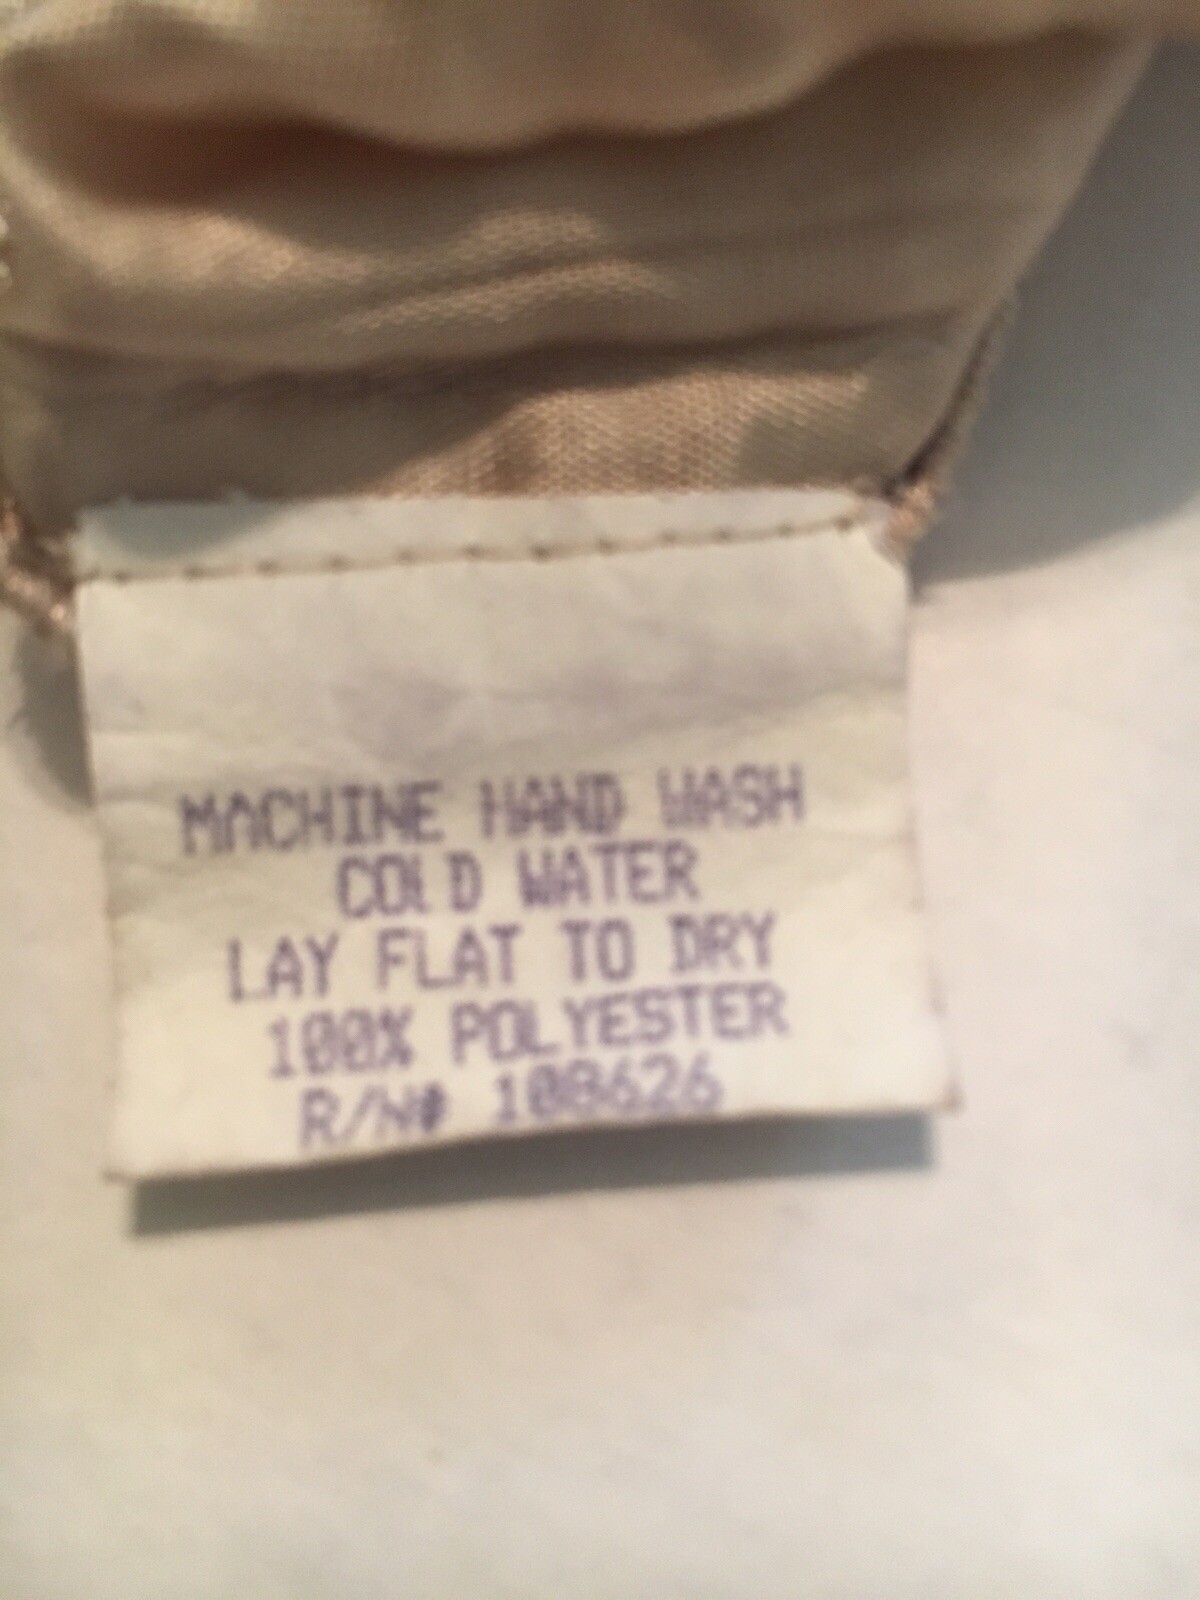 MACHINE HAND WASH
COLD WATER
LAY FLAT TO DRY
100% POLYESTER
R/N# 108626